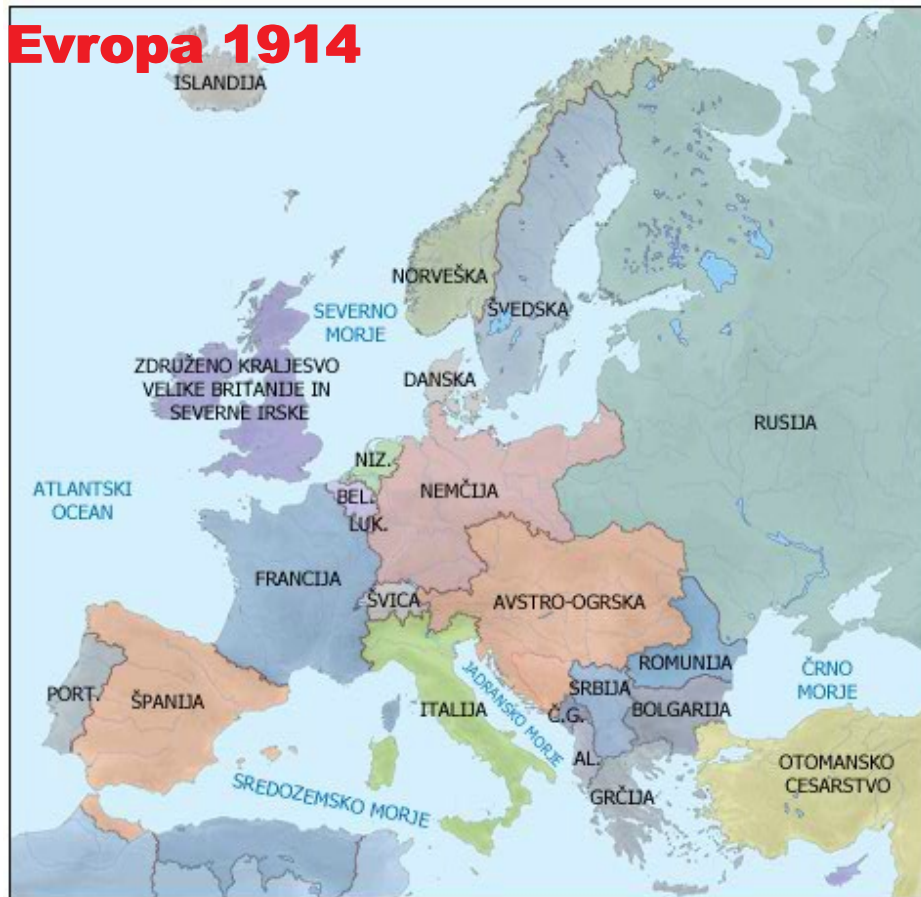 Evropa 1914
ISLANDIJA
NORVEŠKA
SEVERNO
MORJE
ŠVEDSKA
ZDRUŽENO KRALJESVO
VELIKE BRITANIJE IN
SEVERNE IRSKE
DANSKA
RUSIJA
NIZ.
ATLANTSKI
OCEAN
BEL.
NEMČIJA
LUK.
FRANCIJA
ŠVICA
AVSTRO-OGRSKA
ROMUNIJA
ČRNO
MORJE
PORT.
ŠPANIJA
ITALIJA
JADRANSKO MORJE
SRBIJA
Č.G.
BOLGARIJA
AL.
OTOMANSKO
CESARSTVO
SREDOZEMSKO MORJE
GRČIJA